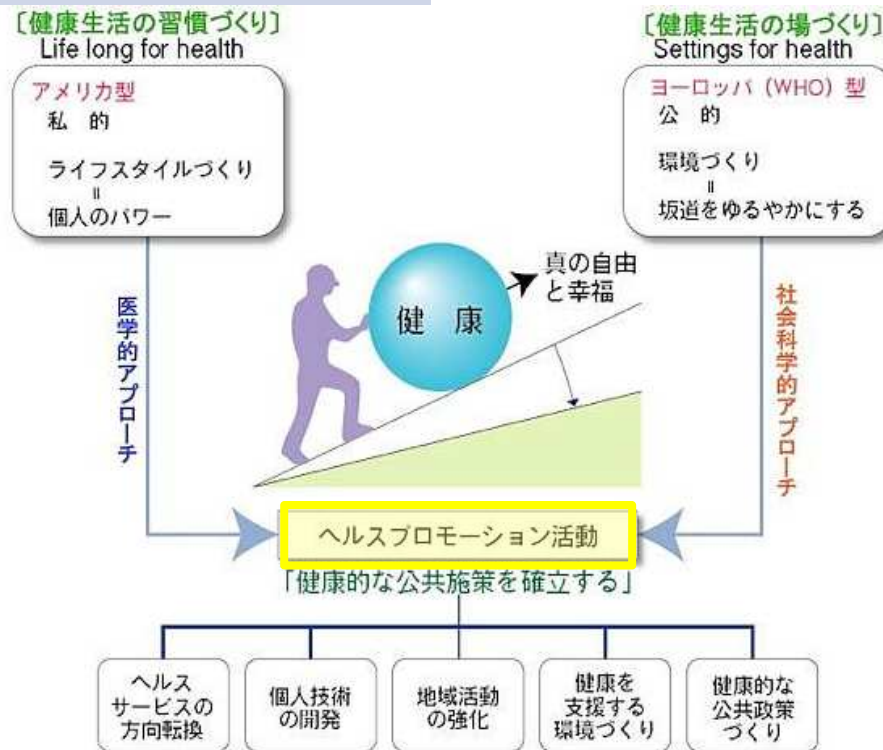 〔健康生活の習慣づくり〕
Life long for health
アメリカ型
私 的
ライフスタイルづくり
=
個人のパワー
〔健康生活の場づくり〕
Settings for health
ヨーロッパ（WHO）型
公 的
環境づくり
=
坂道をゆるやかにする
医学的アプローチ
健 康
真の自由
と幸福
社会科学的アプローチ
ヘルスプロモーション活動
「健康的な公共施策を確立する」
ヘルス
サービスの
方向転換
個人技術
の開発
地域活動
の強化
健康を
支援する
環境づくり
健康的な
公共政策
づくり